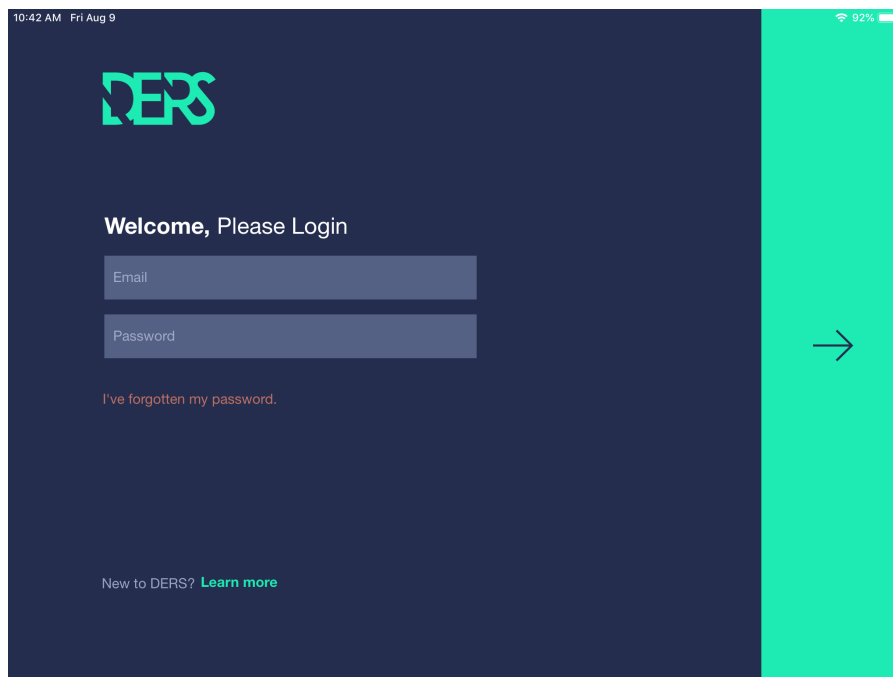 10:42 AM Fri Aug 9
92%
DERS
Welcome, Please Login
Email
Password
I've forgotten my password.
New to DERS? Learn more